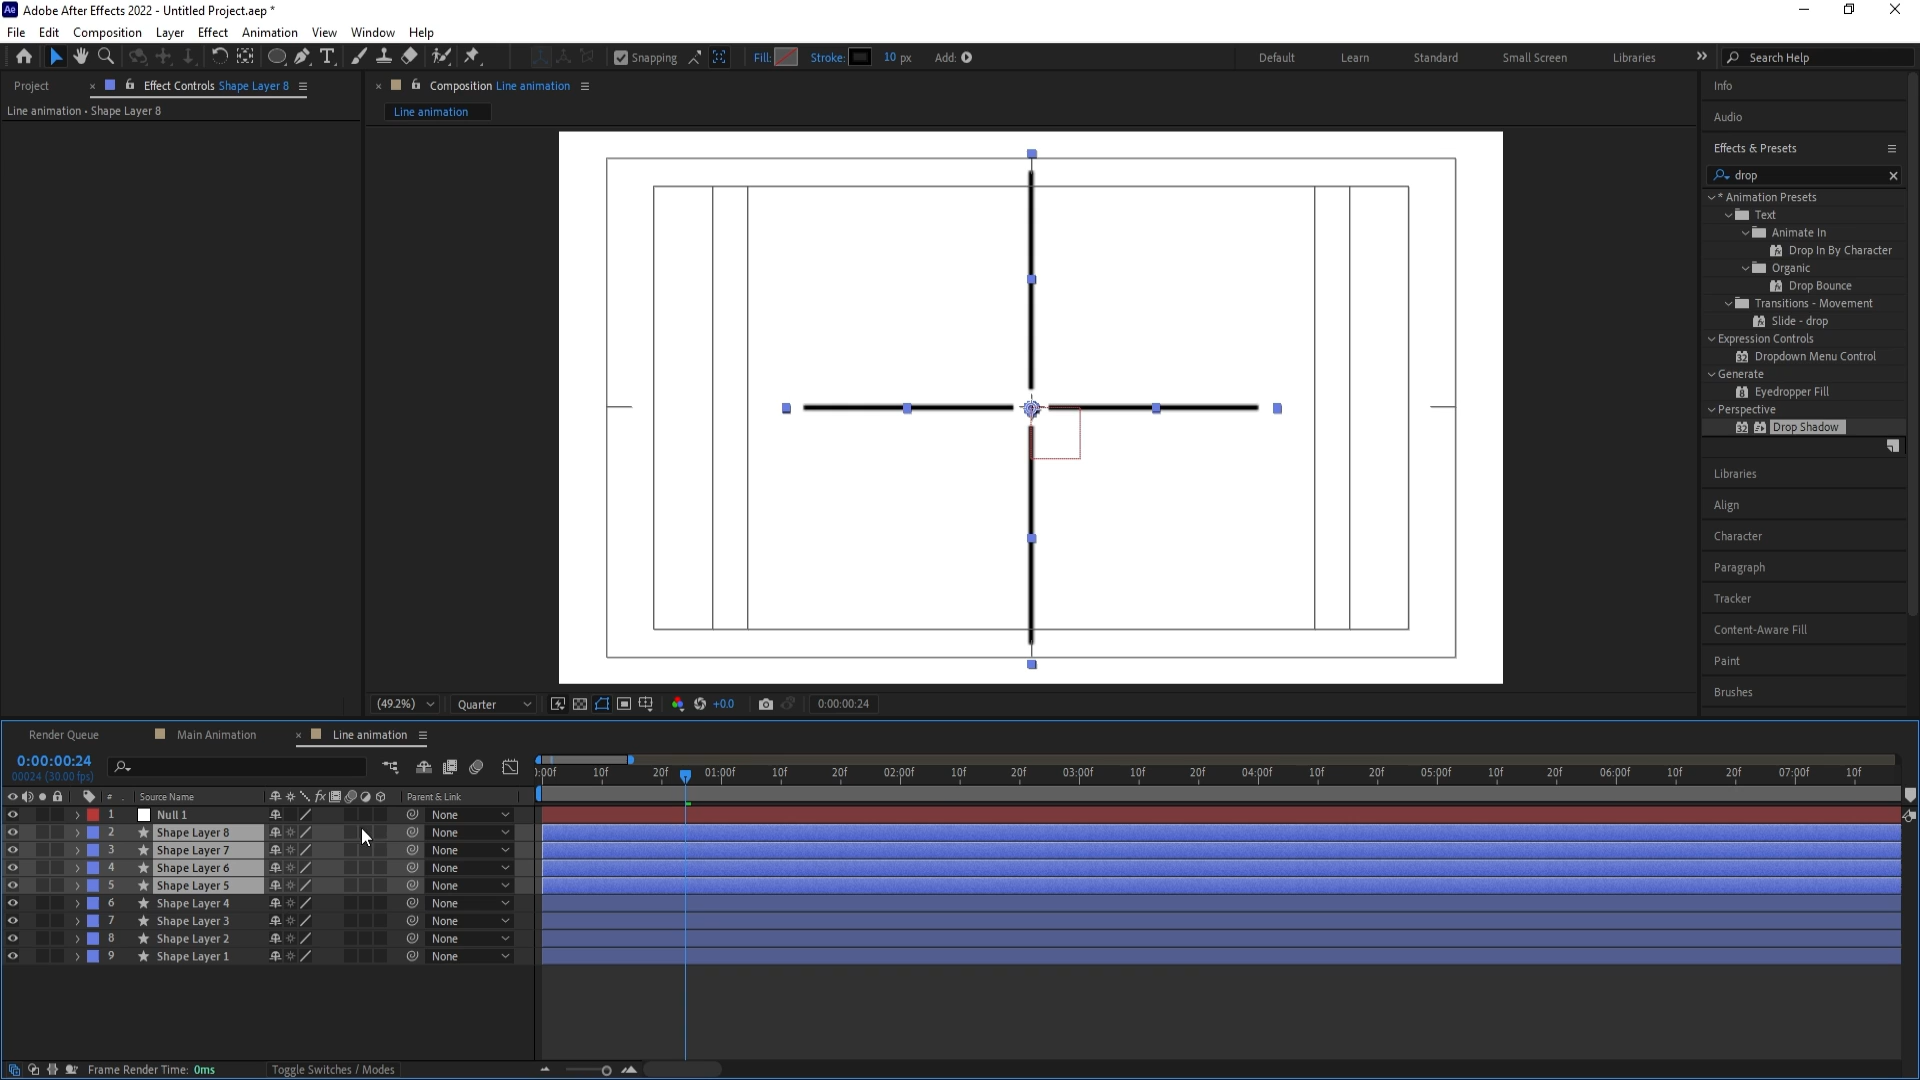 Ae Adobe After Effects 2022 - Untitled Project.aep *
File Edit Composition Layer Effect Animation View Window Help
Snapping Fill: Stroke: 10 px Add: Default Learn Standard Small Screen Libraries Search Help
Project Effect Controls Shape Layer 8 Composition Line animation
Line animation • Shape Layer 8
Line animation
Info
Audio
Effects & Presets
drop
* Animation Presets
Text
Animate In
Drop In By Character
Organic
Drop Bounce
Transitions - Movement
Slide - drop
Expression Controls
Dropdown Menu Control
Generate
Eyedropper Fill
Perspective
Drop Shadow
Libraries
Align
Character
Paragraph
Tracker
Content-Aware Fill
Paint
Brushes
(49.2%) Quarter +0.0 0:00:00:24
Render Queue Main Animation Line animation
0:00:00:24
00024 (30.00 fps)
):00f 10f 20f 01:00f 10f 20f 02:00f 10f 20f 03:00f 10f 20f 04:00f 10f 20f 05:00f 10f 20f 06:00f 10f 20f 07:00f 10f
# Source Name fx Parent & Link
1 Null 1 None
2 Shape Layer 8 None
3 Shape Layer 7 None
4 Shape Layer 6 None
5 Shape Layer 5 None
6 Shape Layer 4 None
7 Shape Layer 3 None
8 Shape Layer 2 None
9 Shape Layer 1 None
Frame Render Time: 0ms Toggle Switches / Modes